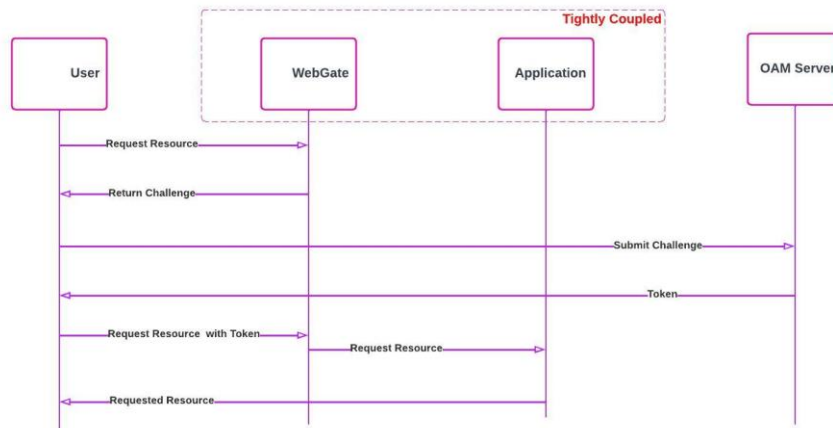 Tightly Coupled
User
WebGate
Application
OAM Server
Request Resource
Return Challenge
Submit Challenge
Token
Request Resource with Token
Request Resource
Requested Resource